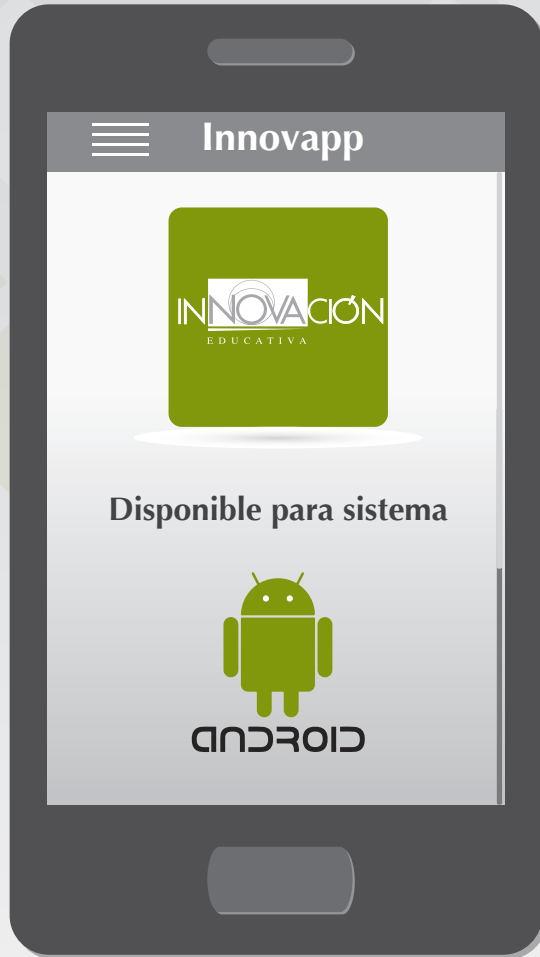 Innovapp
INNOVACIÓN
EDUCATIVA
Disponible para sistema
ANDROID